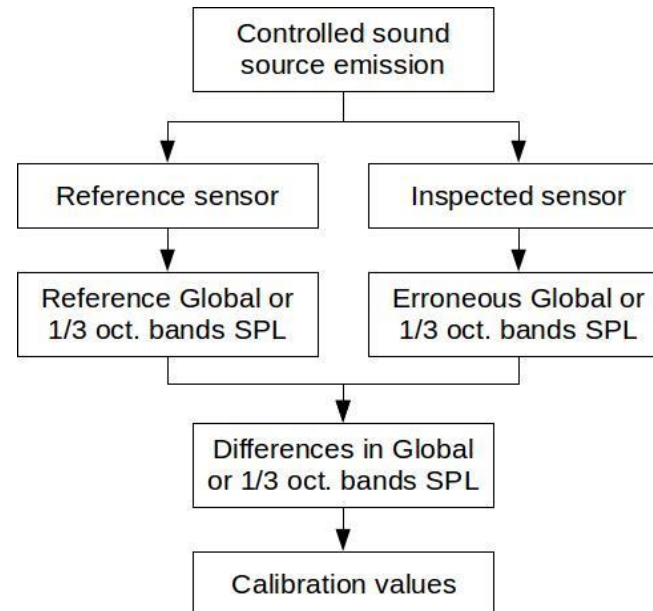 Controlled sound
source emission
Reference sensor
Inspected sensor
Reference Global or
1/3 oct. bands SPL
Erroneous Global or
1/3 oct. bands SPL
Differences in Global
or 1/3 oct. bands SPL
Calibration values